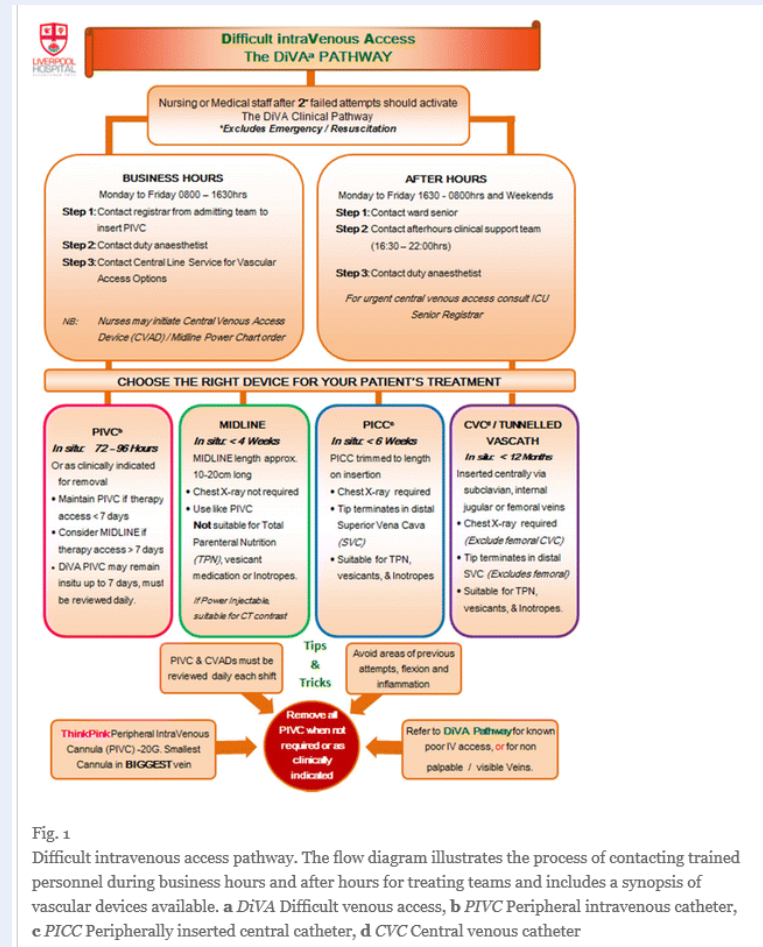 LIVERPOOL
HOSPITAL
Difficult intraVenous Access
The DiVAᵃ PATHWAY
Nursing or Medical staff after 2* failed attempts should activate
The DiVA Clinical Pathway
*Excludes Emergency / Resuscitation
BUSINESS HOURS
Monday to Friday 0800 – 1630hrs
Step 1: Contact registrar from admitting team to
insert PIVC
Step 2: Contact duty anaesthetist
Step 3: Contact Central Line Service for Vascular
Access Options
NB: Nurses may initiate Central Venous Access
Device (CVAD) / Midline Power Chart order
AFTER HOURS
Monday to Friday 1630 - 0800hrs and Weekends
Step 1: Contact ward senior
Step 2 Contact afterhours clinical support team
(16:30 – 22:00hrs)
Step 3: Contact duty anaesthetist
For urgent central venous access consult ICU
Senior Registrar
CHOOSE THE RIGHT DEVICE FOR YOUR PATIENT'S TREATMENT
PIVCᵇ
In situ: 72 – 96 Hours
Or as clinically indicated
for removal
• Maintain PIVC if therapy
access < 7 days
• Consider MIDLINE if
therapy access > 7 days
• DiVA PIVC may remain
insitu up to 7 days, must
be reviewed daily.
MIDLINE
In situ: < 4 Weeks
MIDLINE length approx.
10-20cm long
• Chest X-ray not required
• Use like PIVC
Not suitable for Total
Parenteral Nutrition
(TPN), vesicant
medication or Inotropes.
If Power Injectable,
suitable for CT contrast
PICCᶜ
In situ: < 6 Weeks
PICC trimmed to length
on insertion
• Chest X-ray required
• Tip terminates in distal
Superior Vena Cava
(SVC)
• Suitable for TPN,
vesicants, & Inotropes
CVCᵈ / TUNNELLED
VASCATH
In situ: < 12 Months
Inserted centrally via
subclavian, internal
jugular or femoral veins
• Chest X-ray required
(Exclude femoral CVC)
• Tip terminates in distal
SVC (Excludes femoral)
• Suitable for TPN,
vesicants, & Inotropes.
Tips
&
Tricks
PIVC & CVADs must be
reviewed daily each shift
Avoid areas of previous
attempts, flexion and
inflammation
ThinkPink Peripheral IntraVenous
Cannula (PIVC) -20G. Smallest
Cannula in BIGGEST vein
Remove all
PIVC when not
required or as
clinically
indicated
Refer to DiVA Pathway for known
poor IV access, or for non
palpable / visible Veins.
Fig. 1
Difficult intravenous access pathway. The flow diagram illustrates the process of contacting trained
personnel during business hours and after hours for treating teams and includes a synopsis of
vascular devices available. a DiVA Difficult venous access, b PIVC Peripheral intravenous catheter,
c PICC Peripherally inserted central catheter, d CVC Central venous catheter